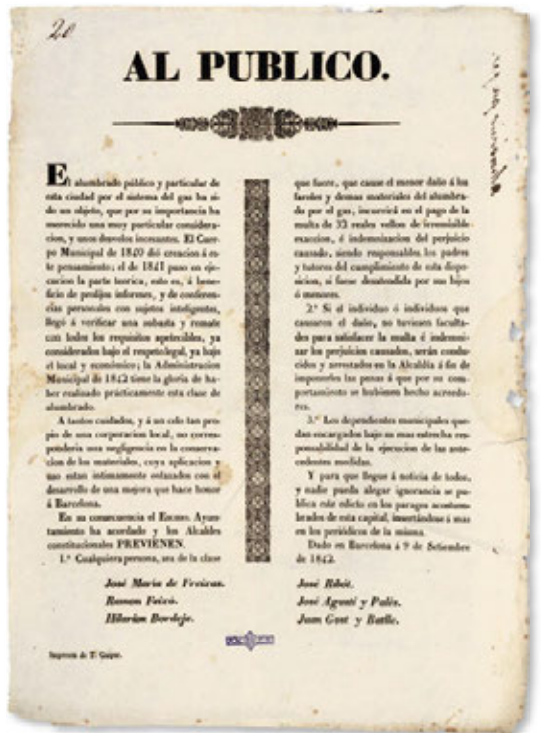 20
AL PUBLICO.
El alumbrado público y particular de
esta ciudad por el sistema del gas ha si-
do un objeto, que por su importancia ha
merecido una muy particular considera-
cion, y unos desvelos incesantes. El Cuer-
po Municipal de 1840 dió creacion á es-
te pensamiento; el de 1841 puso en eje-
cucion la parte teorica, esto es, á bene-
ficio de prolijos informes, y de conferen-
cias personales con sujetos inteligentes,
llegó á verificar una subasta y remate
con todos los requisitos apetecibles, ya
considerados bajo el respeto legal, ya bajo
el local y económico; la Administracion
Municipal de 1842 tiene la gloria de ha-
ber realizado prácticamente esta clase de
alumbrado.
A tantos cuidados, y á un celo tan pro-
pio de una corporacion local, no corres-
ponderia una negligencia en la conserva-
cion de los materiales, cuya aplicacion y
uso estan intimamente enlazados con el
desarrollo de una mejora que hace honor
á Barcelona.
En su consecuencia el Excmo. Ayun-
tamiento ha acordado y los Alcaldes
constitucionales PREVIENEN.
1.º Cualquiera persona, sea de la clase
que fuere, que cause el menor daño á los
faroles y demas materiales del alumbra-
do por el gas, incurrirá en el pago de la
multa de 32 reales vellon de irremisible
exaccion, é indemnizacion del perjuicio
causado, siendo responsables los padres
y tutores del cumplimiento de esta dispo-
sicion, si fuese desatendida por sus hijos
ó menores.
2.º Si el individuo ó individuos que
causaren el daño, no tuviesen faculta-
des para satisfacer la multa é indemni-
zar los perjuicios causados, serán condu-
cidos y arrestados en la Alcaldía á fin de
imponerles las penas á que por su com-
portamiento se hubiesen hecho acreedo-
res.
3.º Los dependientes municipales que-
dan encargados bajo su mas estrecha res-
ponsabilidad de la ejecucion de las ante-
cedentes medidas.
Y para que llegue á noticia de todos,
y nadie pueda alegar ignorancia se pu-
blica este edicto en los parages acostum-
brados de esta capital, insertándose á mas
en los periódicos de la misma.
Dado en Barcelona á 9 de Setiembre
de 1842.
José Maria de Freixas.
Ramon Feixó.
Hilarion Bordeje.
José Ribót.
José Agustí y Palés.
Juan Gost y Batlle.
Imprenta de T. Gaspar.